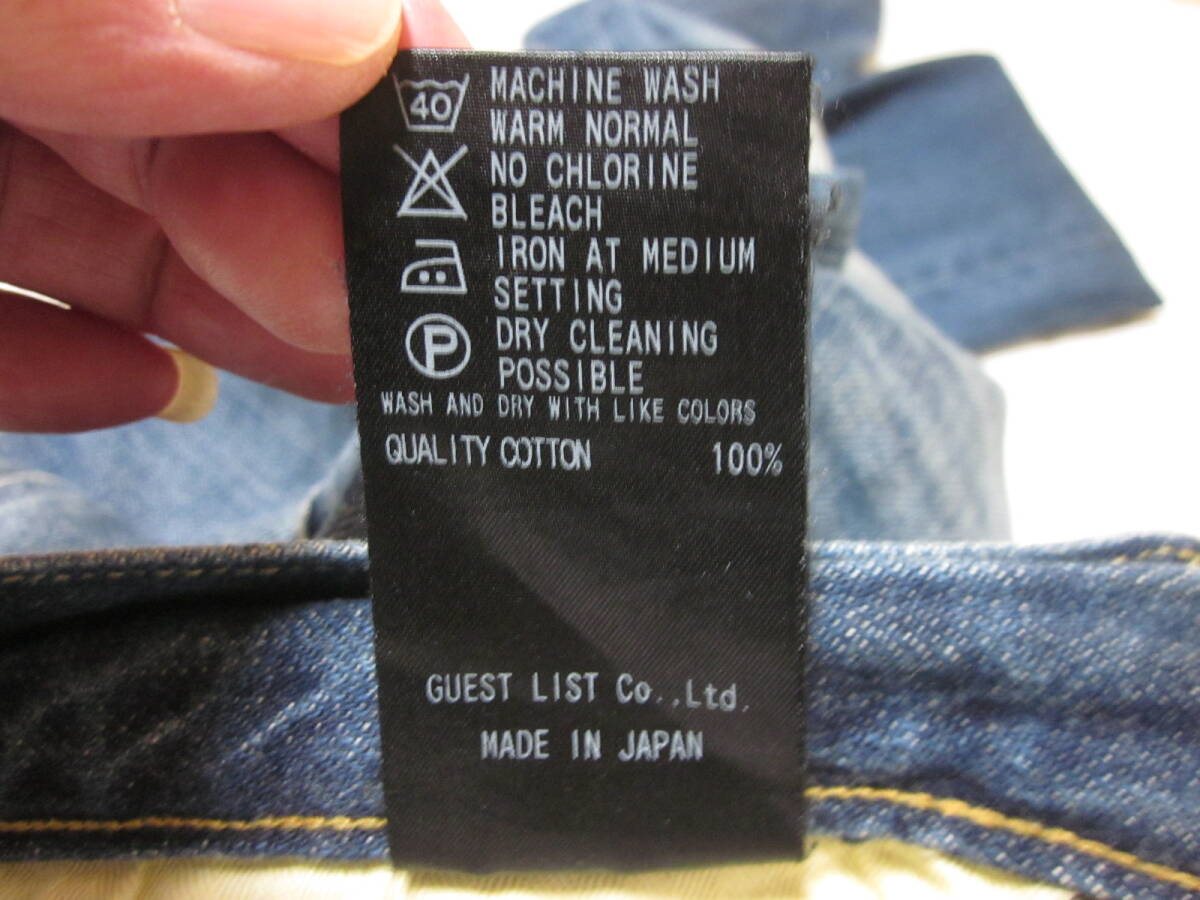 40 MACHINE WASH
WARM NORMAL
NO CHLORINE
BLEACH
IRON AT MEDIUM
SETTING
P DRY CLEANING
POSSIBLE
WASH AND DRY WITH LIKE COLORS
QUALITY COTTON 100%
GUEST LIST Co.,Ltd.
MADE IN JAPAN